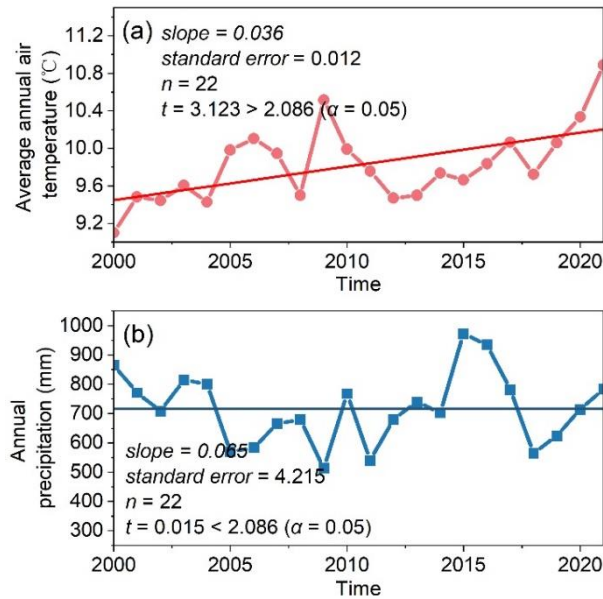 (a)
slope = 0.036
standard error = 0.012
n = 22
t = 3.123 > 2.086 (α = 0.05)
Average annual air
temperature (℃)
11.2
10.8
10.4
10.0
9.6
9.2
2000 2005 2010 2015 2020
Time
(b)
Annual
precipitation (mm)
1000
900
800
700
600
500
400
300
slope = 0.065
standard error = 4.215
n = 22
t = 0.015 < 2.086 (α = 0.05)
2000 2005 2010 2015 2020
Time